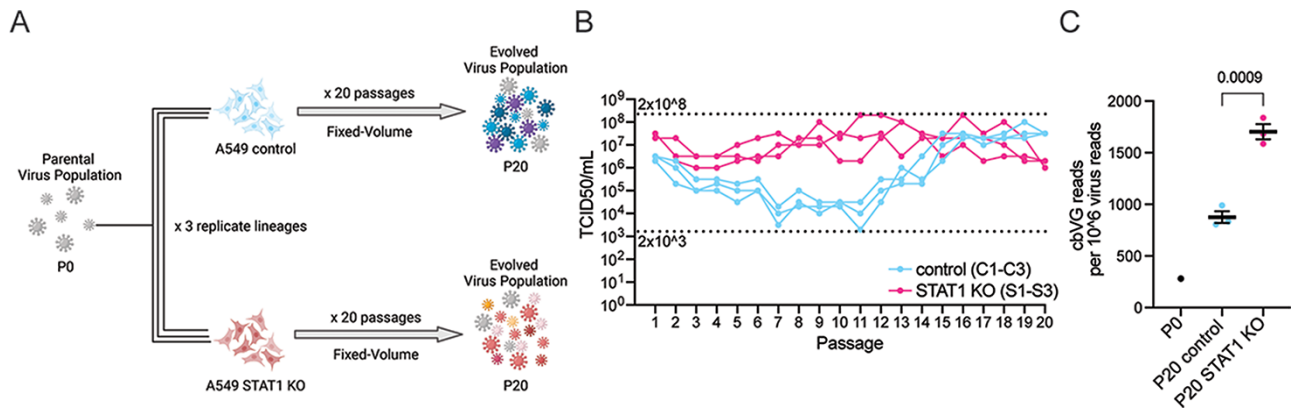 A
Parental
Virus Population
P0
A549 control
x 3 replicate lineages
A549 STAT1 KO
x 20 passages
Fixed-Volume
Evolved
Virus Population
P20
x 20 passages
Fixed-Volume
Evolved
Virus Population
P20
B
TCID50/mL
10^9
10^8
10^7
10^6
10^5
10^4
10^3
10^2
10^1
10^0
2x10^8
2x10^3
control (C1-C3)
STAT1 KO (S1-S3)
1 2 3 4 5 6 7 8 9 10 11 12 13 14 15 16 17 18 19 20
Passage
C
0.0009
cbVG reads
per 10^6 virus reads
2000
1500
1000
500
0
P0
P20 control
P20 STAT1 KO